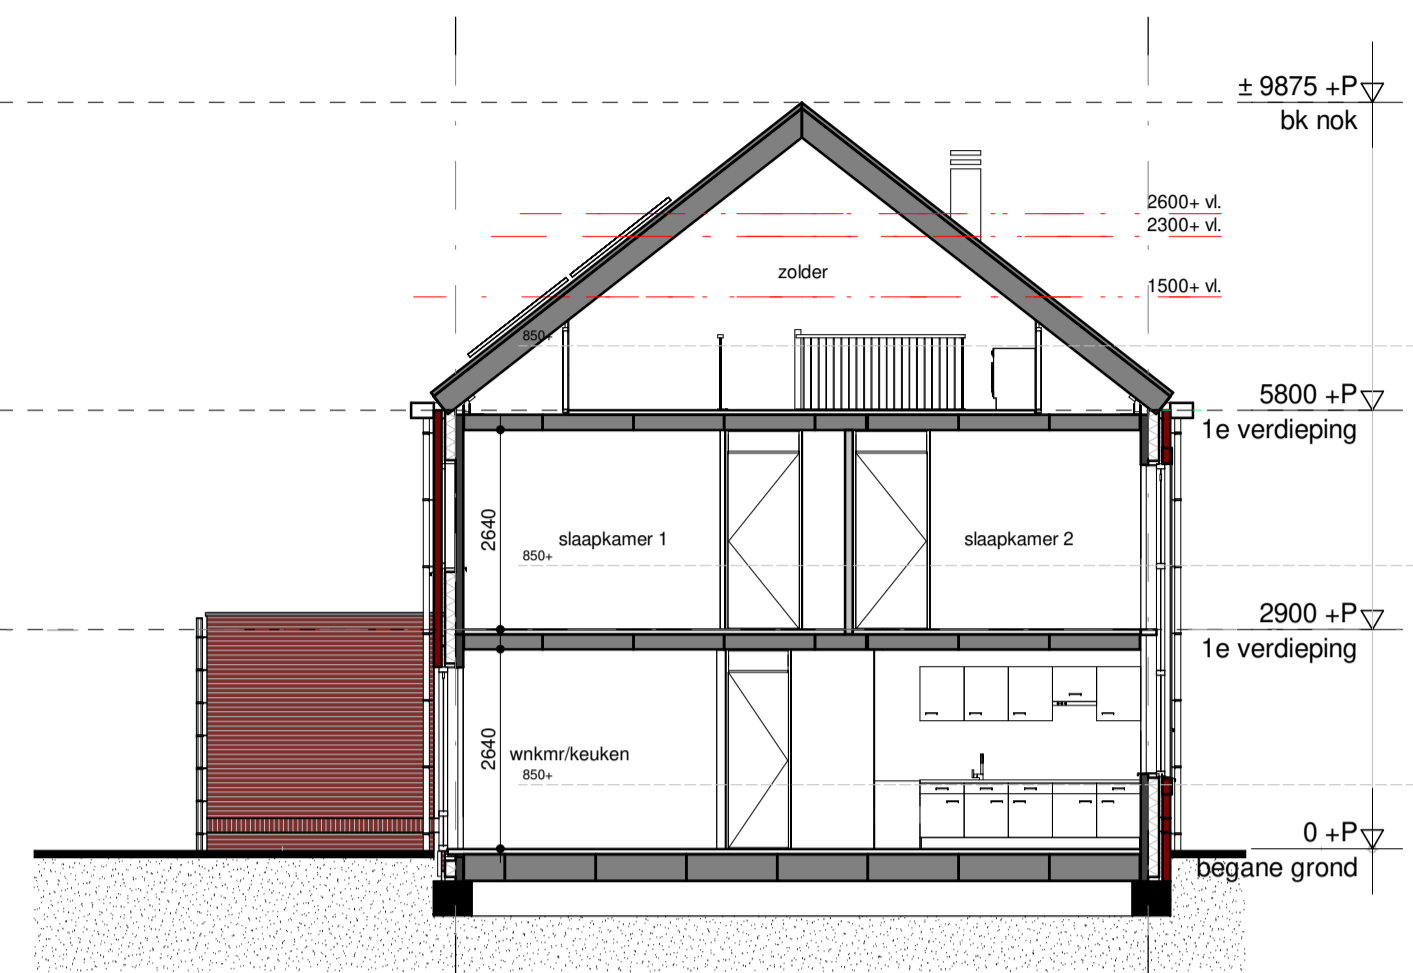 ± 9875 +P
bk nok
2600+ vl.
2300+ vl.
zolder
1500+ vl.
850+
5800 +P
1e verdieping
2640
slaapkamer 1
slaapkamer 2
850+
2900 +P
1e verdieping
2640
wnkmr/keuken
850+
0 +P
begane grond